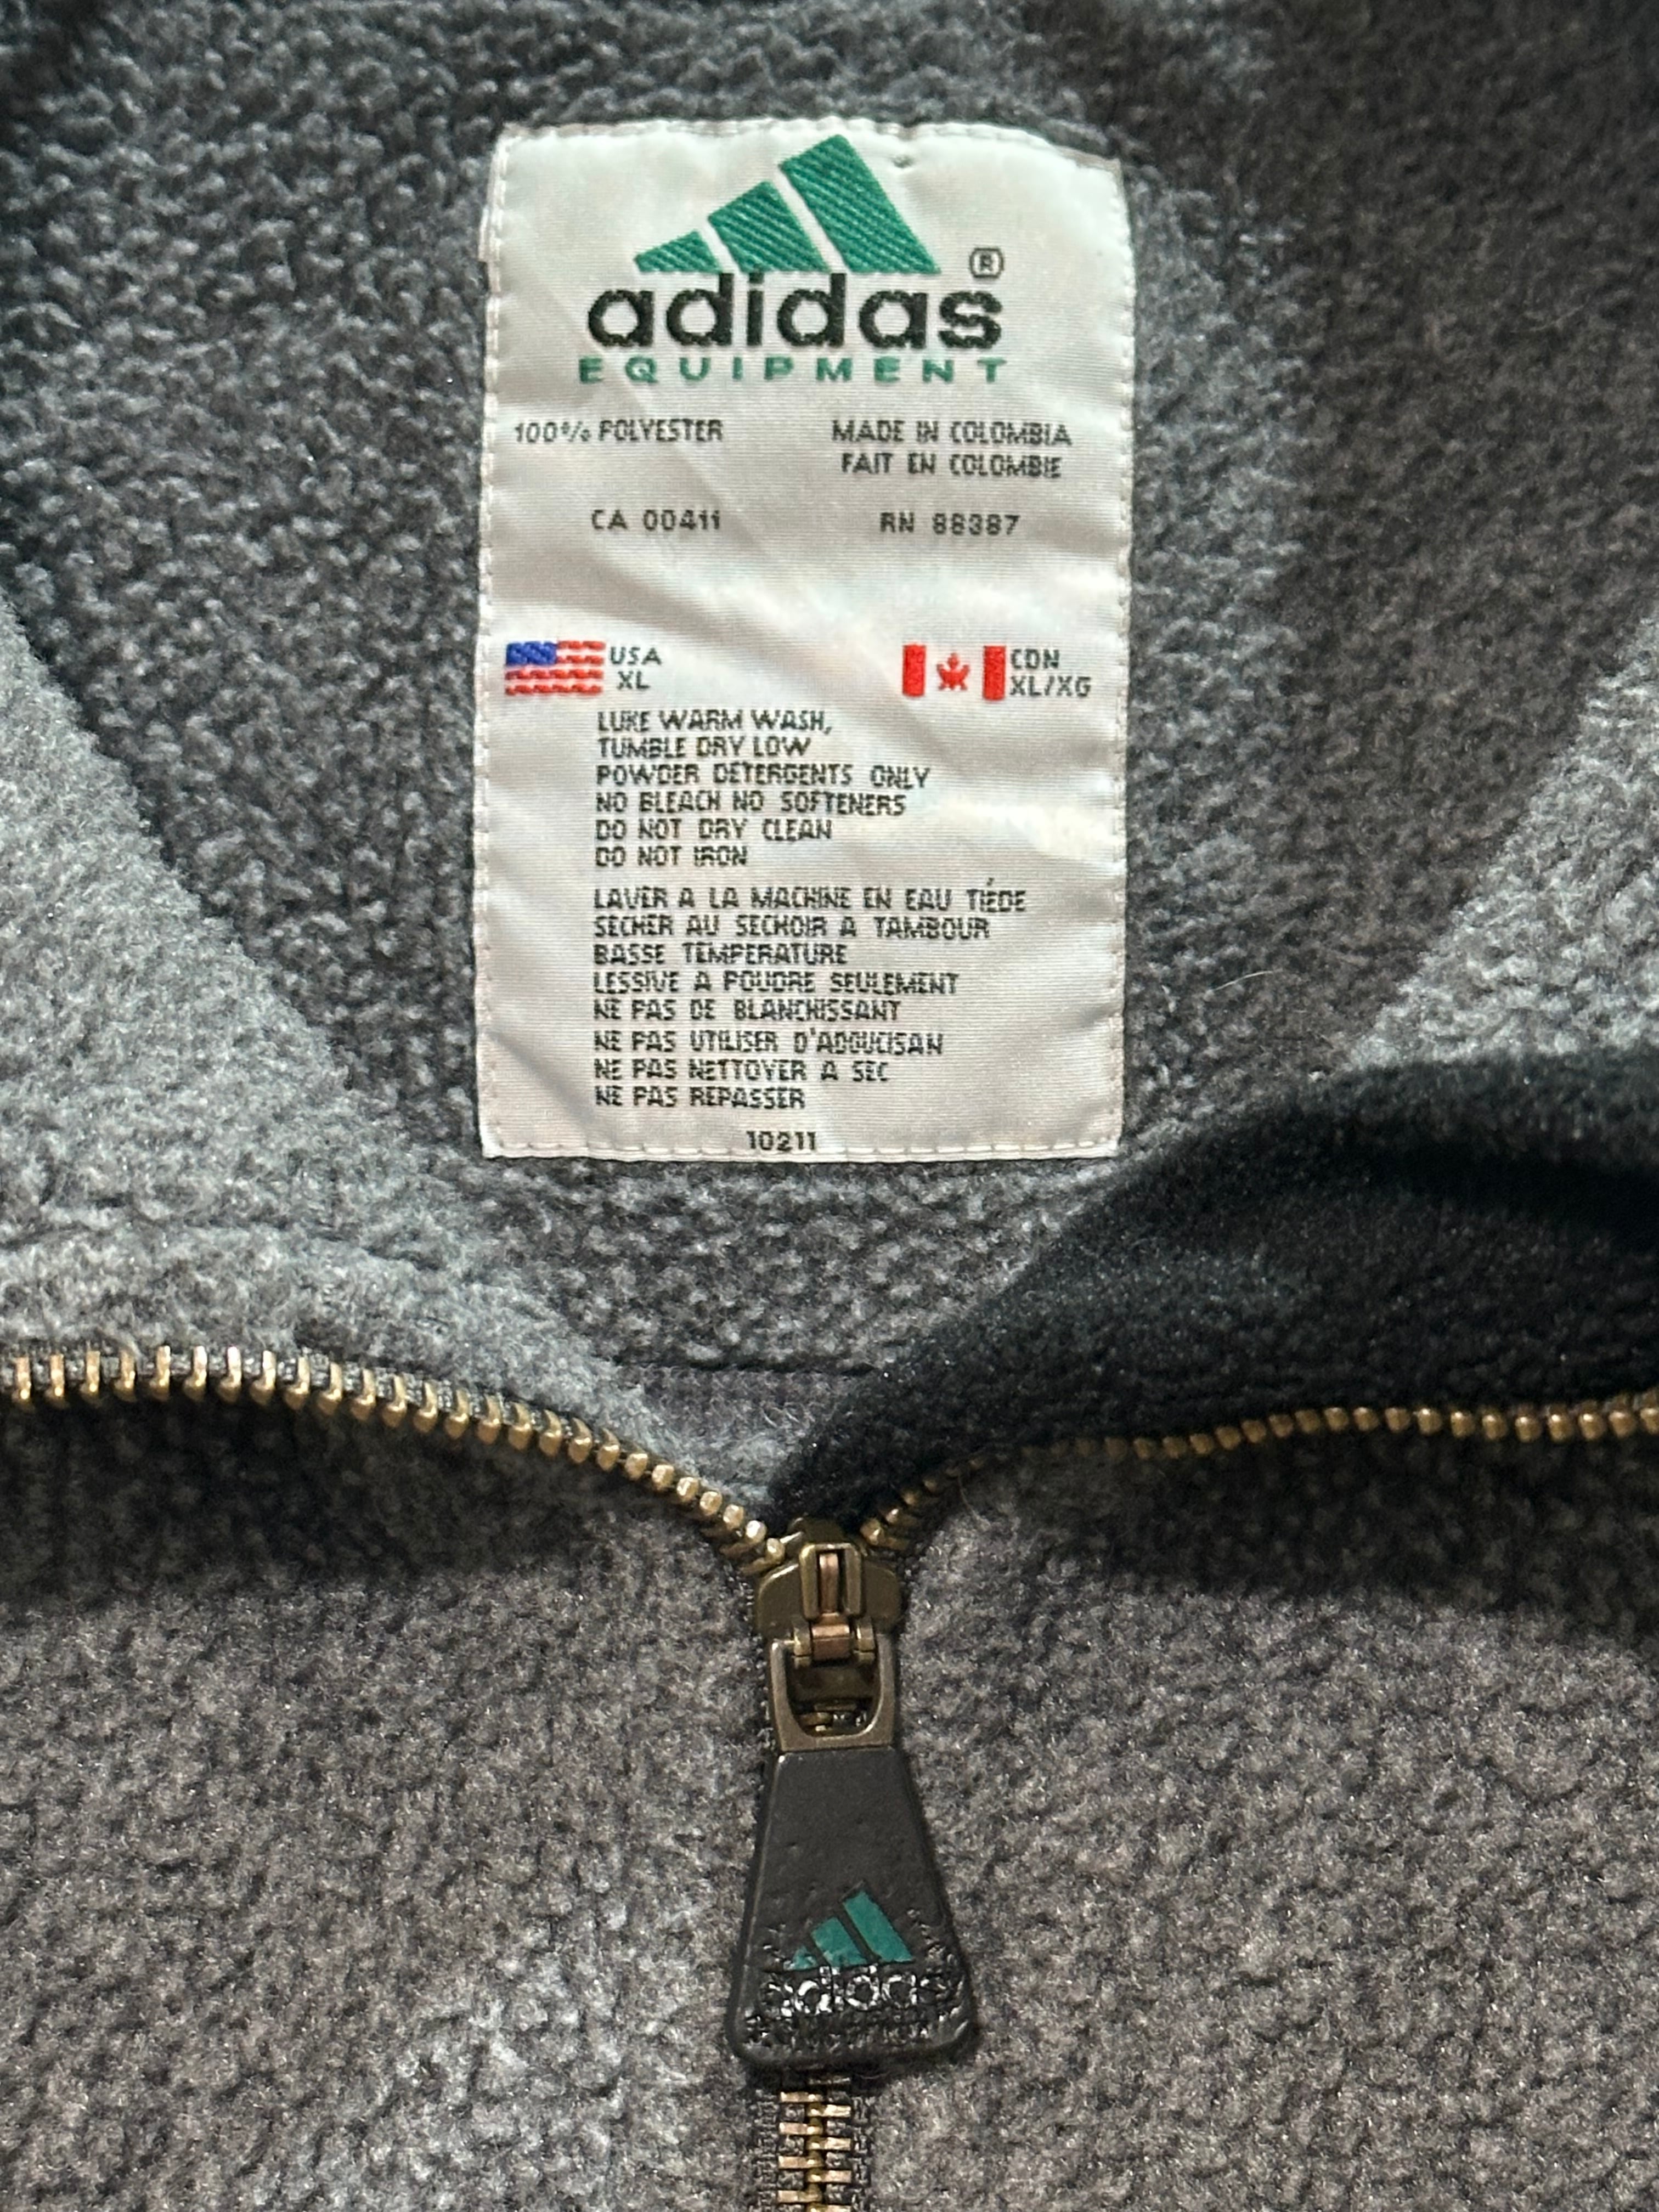 ®
adidas
EQUIPMENT
100% POLYESTER
MADE IN COLOMBIA
FAIT EN COLOMBIE
CA 00411
RN 88387
USA
XL
CDN
XL/XG
LUKE WARM WASH,
TUMBLE DRY LOW
POWDER DETERGENTS ONLY
NO BLEACH NO SOFTENERS
DO NOT DRY CLEAN
DO NOT IRON
LAVER A LA MACHINE EN EAU TIÉDE
SECHER AU SECHOIR A TAMBOUR
BASSE TEMPERATURE
LESSIVE A POUDRE SEULEMENT
NE PAS DE BLANCHISSANT
NE PAS UTILISER D'ADOUCISAN
NE PAS NETTOYER A SEC
NE PAS REPASSER
10211
adidas